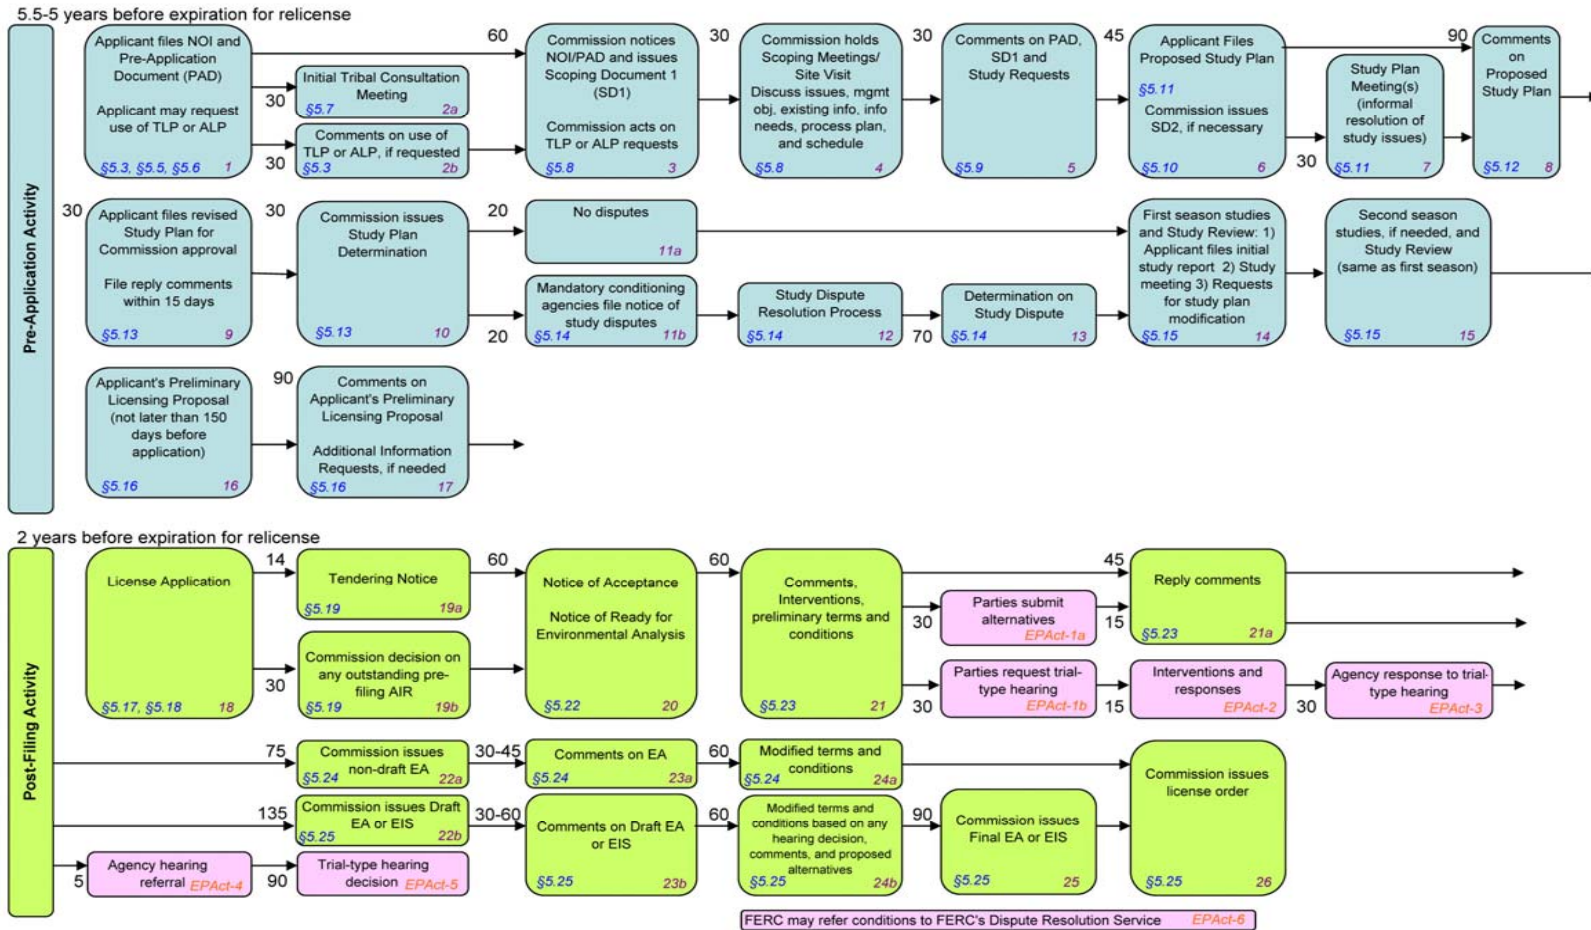 5.5-5 years before expiration for relicense
Pre-Application Activity
Applicant files NOI and
Pre-Application
Document (PAD)
Applicant may request
use of TLP or ALP
§5.3, §5.5, §5.6 1
60
30
Initial Tribal Consultation
Meeting
§5.7 2a
30
Comments on use of
TLP or ALP, if requested
§5.3 2b
Commission notices
NOI/PAD and issues
Scoping Document 1
(SD1)
Commission acts on
TLP or ALP requests
§5.8 3
30
Commission holds
Scoping Meetings/
Site Visit
Discuss issues, mgmt
obj, existing info, info
needs, process plan,
and schedule
§5.8 4
30
Comments on PAD,
SD1 and
Study Requests
§5.9 5
45
Applicant Files
Proposed Study Plan
§5.11
Commission issues
SD2, if necessary
§5.10 6
90
30
Study Plan
Meeting(s)
(informal
resolution of
study issues)
§5.11 7
Comments
on
Proposed
Study Plan
§5.12 8
30
Applicant files revised
Study Plan for
Commission approval
File reply comments
within 15 days
§5.13 9
30
Commission issues
Study Plan
Determination
§5.13 10
20
No disputes
11a
20
Mandatory conditioning
agencies file notice of
study disputes
§5.14 11b
Study Dispute
Resolution Process
§5.14 12
70
Determination on
Study Dispute
§5.14 13
First season studies
and Study Review: 1)
Applicant files initial
study report 2) Study
meeting 3) Requests
for study plan
modification
§5.15 14
Second season
studies, if needed, and
Study Review
(same as first season)
§5.15 15
Applicant's Preliminary
Licensing Proposal
(not later than 150
days before
application)
§5.16 16
90
Comments on
Applicant's Preliminary
Licensing Proposal
Additional Information
Requests, if needed
§5.16 17
2 years before expiration for relicense
Post-Filing Activity
License Application
§5.17, §5.18 18
14
Tendering Notice
§5.19 19a
30
Commission decision on
any outstanding pre-
filing AIR
§5.19 19b
60
Notice of Acceptance
Notice of Ready for
Environmental Analysis
§5.22 20
60
Comments,
Interventions,
preliminary terms and
conditions
§5.23 21
45
30
Parties submit
alternatives
EPAct-1a
15
Reply comments
§5.23 21a
30
Parties request trial-
type hearing
EPAct-1b
15
Interventions and
responses
EPAct-2
30
Agency response to trial-
type hearing
EPAct-3
75
Commission issues
non-draft EA
§5.24 22a
30-45
Comments on EA
§5.24 23a
60
Modified terms and
conditions
§5.24 24a
135
Commission issues Draft
EA or EIS
§5.25 22b
30-60
Comments on Draft EA
or EIS
§5.25 23b
60
Modified terms and
conditions based on any
hearing decision,
comments, and proposed
alternatives
§5.25 24b
90
Commission issues
Final EA or EIS
§5.25 25
Commission issues
license order
§5.25 26
5
Agency hearing
referral EPAct-4
90
Trial-type hearing
decision EPAct-5
FERC may refer conditions to FERC's Dispute Resolution Service EPAct-6